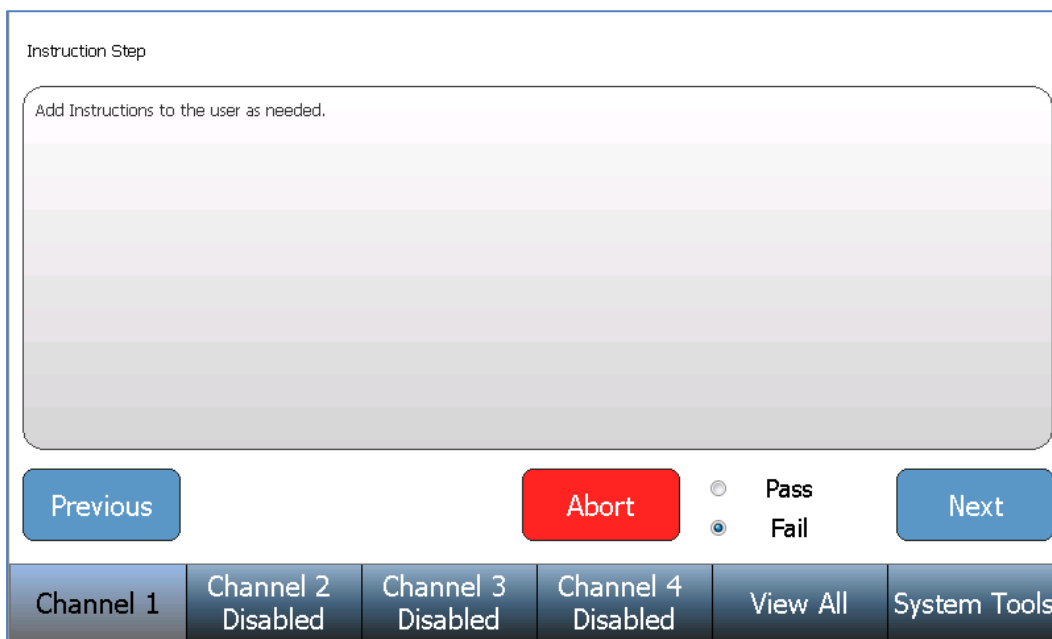 Instruction Step
Add Instructions to the user as needed.
Previous
Abort
Pass
Fail
Next
Channel 1
Channel 2
Disabled
Channel 3
Disabled
Channel 4
Disabled
View All
System Tools